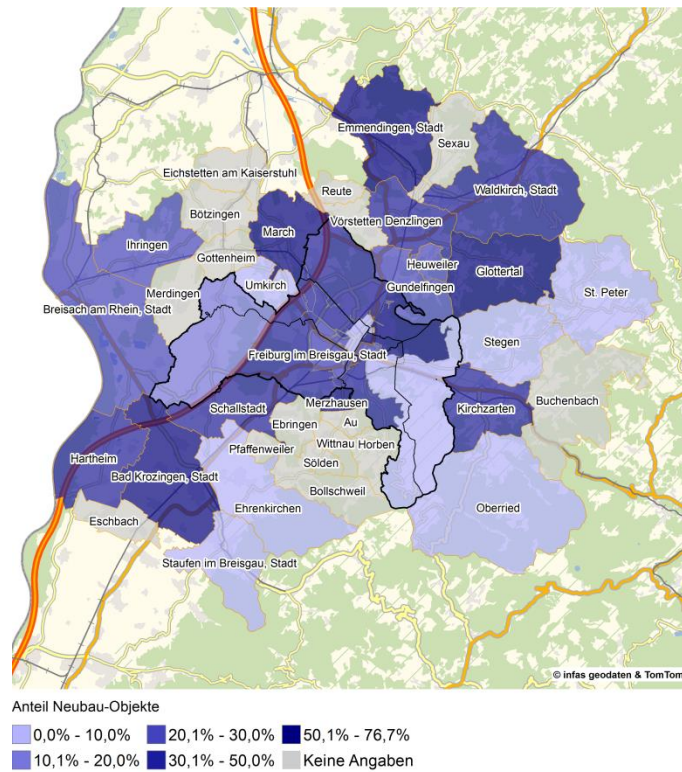 Emmendingen, Stadt
Sexau
Eichstetten am Kaiserstuhl
Reute
Waldkirch, Stadt
Bötzingen
Vörstetten Denzlingen
March
Ihringen
Gottenheim
Heuweiler
Glottertal
Umkirch
Gundelfingen
Merdingen
St. Peter
Breisach am Rhein, Stadt
Stegen
Freiburg im Breisgau, Stadt
Buchenbach
Merzhausen
Schallstadt
Kirchzarten
Ebringen
Au
Pfaffenweiler
Wittnau Horben
Hartheim
Sölden
Bad Krozingen, Stadt
Bollschweil
Ehrenkirchen
Oberried
Eschbach
Staufen im Breisgau, Stadt
© infas geodaten & TomTom
Anteil Neubau-Objekte
0,0% - 10,0% 20,1% - 30,0% 50,1% - 76,7%
10,1% - 20,0% 30,1% - 50,0% Keine Angaben